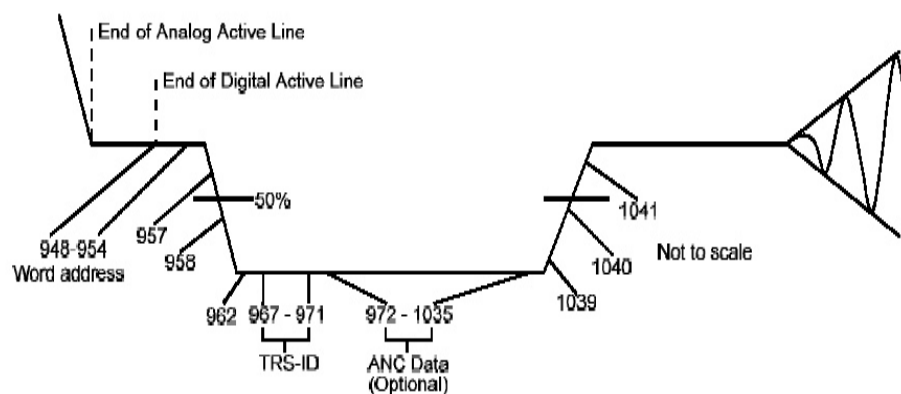 End of Analog Active Line
End of Digital Active Line
50%
957
1041
948-954
Word address
958
1040
Not to scale
962
967 - 971
972 - 1035
1039
TRS-ID
ANC Data
(Optional)